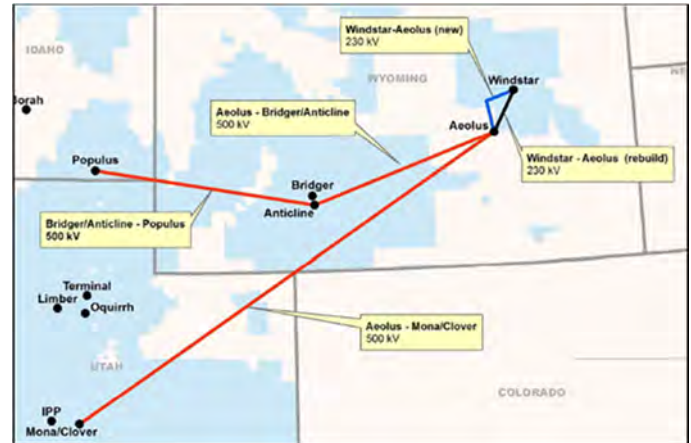 Windstar-Aeolus (new)
230 kV
IDAHO
WYOMING
NE
Windstar
orah
Aeolus - Bridger/Anticline
500 kV
Aeolus
Populus
Windstar - Aeolus (rebuild)
230 kV
Bridger
Anticline
Bridger/Anticline - Populus
500 kV
Terminal
Limber
Oquirrh
Aeolus - Mona/Clover
500 kV
UTAH
COLORADO
IPP
Mona/Clover